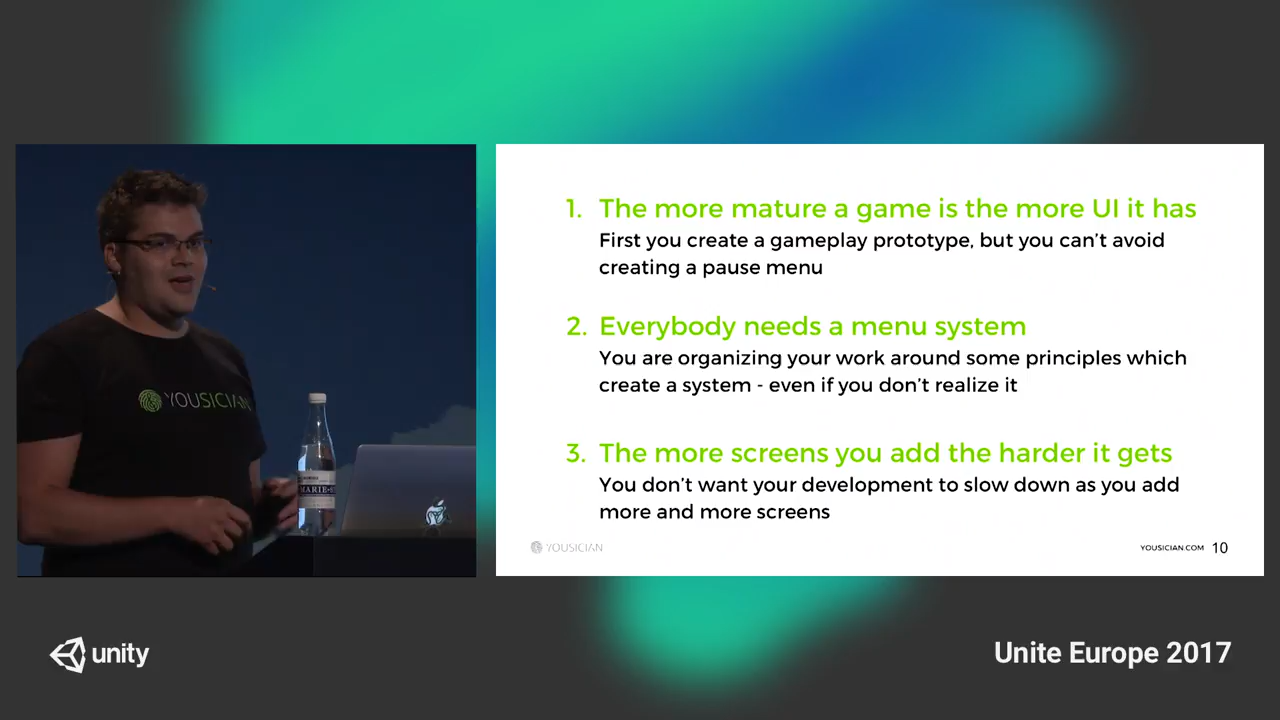 YOUSICIAN
MARIE
1. The more mature a game is the more UI it has
First you create a gameplay prototype, but you can't avoid
creating a pause menu
2. Everybody needs a menu system
You are organizing your work around some principles which
create a system - even if you don't realize it
3. The more screens you add the harder it gets
You don't want your development to slow down as you add
more and more screens
YOUSICIAN
YOUSICIAN.COM 10
unity
Unite Europe 2017